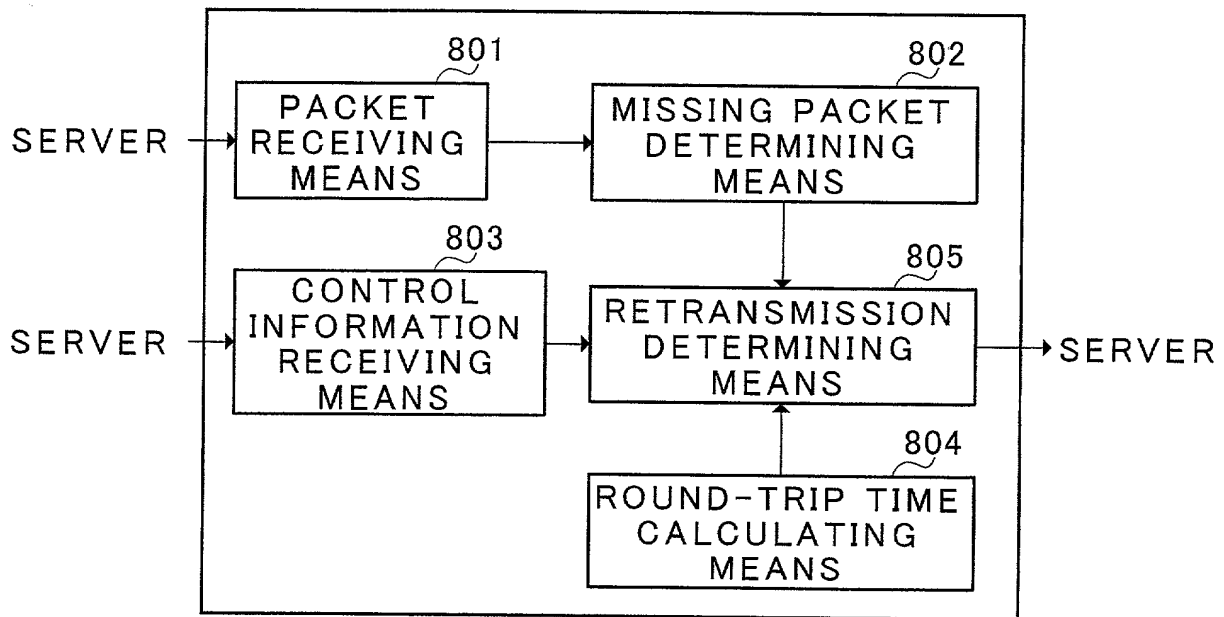 801
PACKET
RECEIVING
MEANS
802
MISSING PACKET
DETERMINING
MEANS
SERVER
803
CONTROL
INFORMATION
RECEIVING
MEANS
805
RETRANSMISSION
DETERMINING
MEANS
SERVER
SERVER
804
ROUND-TRIP TIME
CALCULATING
MEANS